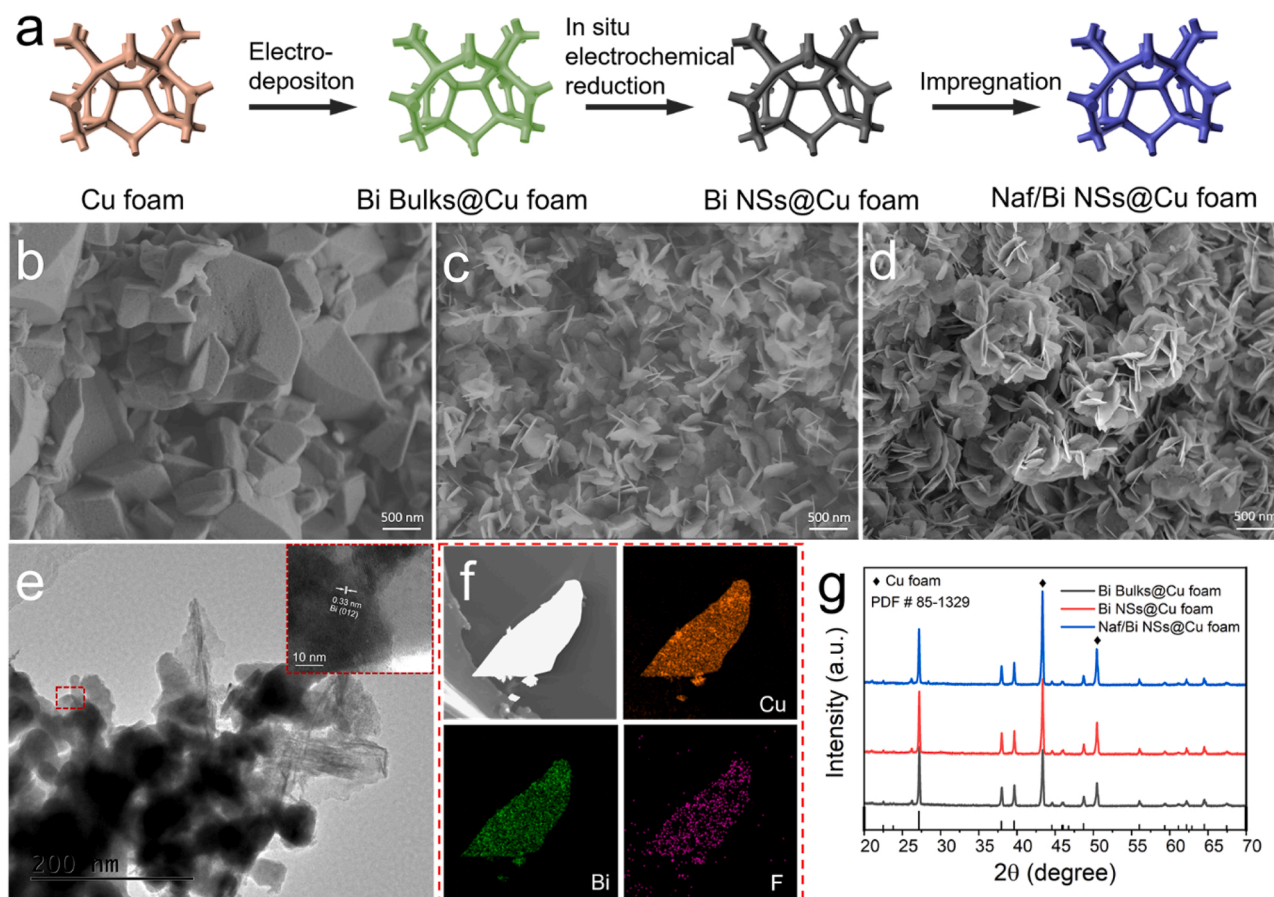 a
Electro-
depositon
In situ
electrochemical
reduction
Impregnation
Cu foam
Bi Bulks@Cu foam
Bi NSs@Cu foam
Naf/Bi NSs@Cu foam
b
500 nm
c
500 nm
d
500 nm
e
0.33 nm
Bi (012)
10 nm
200 nm
f
Cu
Bi
F
g
♦ Cu foam
PDF # 85-1329
Bi Bulks@Cu foam
Bi NSs@Cu foam
Naf/Bi NSs@Cu foam
Intensity (a.u.)
20 25 30 35 40 45 50 55 60 65 70
2θ (degree)